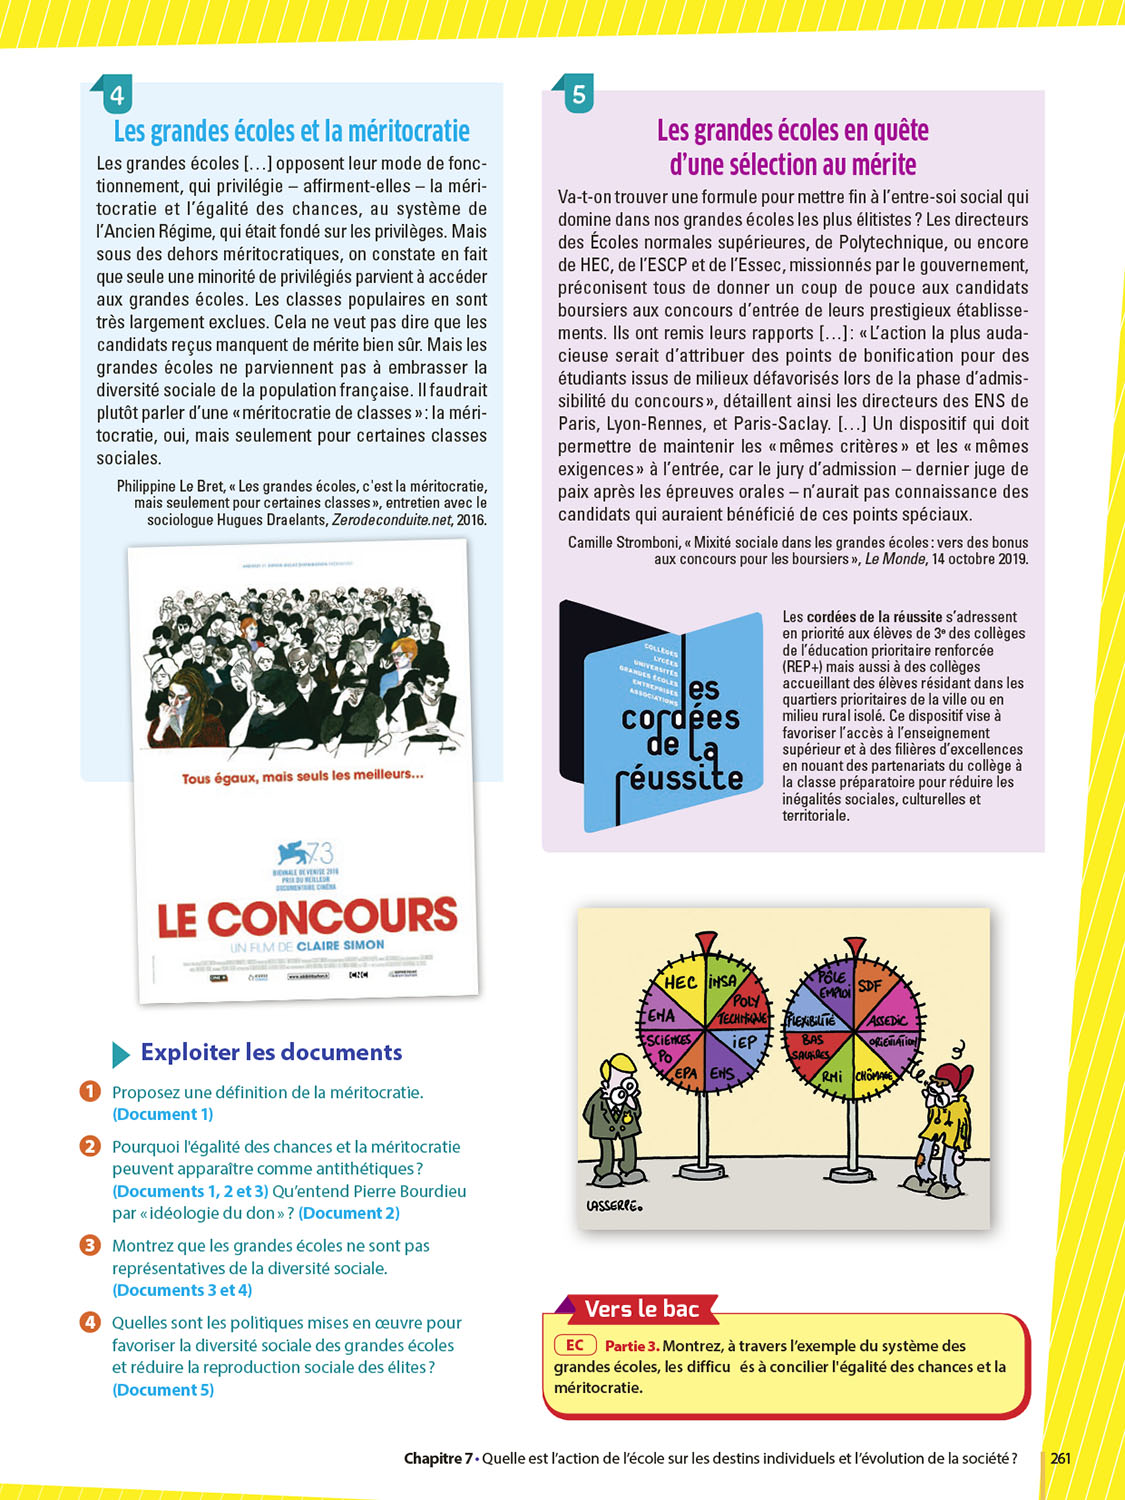 4
Les grandes écoles et la méritocratie
Les grandes écoles […] opposent leur mode de fonc-
tionnement, qui privilégie – affirment-elles – la méri-
tocratie et l’égalité des chances, au système de
l’Ancien Régime, qui était fondé sur les privilèges. Mais
sous des dehors méritocratiques, on constate en fait
que seule une minorité de privilégiés parvient à accéder
aux grandes écoles. Les classes populaires en sont
très largement exclues. Cela ne veut pas dire que les
candidats reçus manquent de mérite bien sûr. Mais les
grandes écoles ne parviennent pas à embrasser la
diversité sociale de la population française. Il faudrait
plutôt parler d’une « méritocratie de classes » : la méri-
tocratie, oui, mais seulement pour certaines classes
sociales.
Philippine Le Bret, « Les grandes écoles, c'est la méritocratie,
mais seulement pour certaines classes », entretien avec le
sociologue Hugues Draelants, Zerodeconduite.net, 2016.
Tous égaux, mais seuls les meilleurs...
73
BIENNALE DE VENISE 2016
PRIX DU MEILLEUR
DOCUMENTAIRE CINÉMA
LE CONCOURS
UN FILM DE CLAIRE SIMON
CNC
5
Les grandes écoles en quête
d’une sélection au mérite
Va-t-on trouver une formule pour mettre fin à l’entre-soi social qui
domine dans nos grandes écoles les plus élitistes ? Les directeurs
des Écoles normales supérieures, de Polytechnique, ou encore
de HEC, de l’ESCP et de l’Essec, missionnés par le gouvernement,
préconisent tous de donner un coup de pouce aux candidats
boursiers aux concours d’entrée de leurs prestigieux établisse-
ments. Ils ont remis leurs rapports […] : « L’action la plus auda-
cieuse serait d’attribuer des points de bonification pour des
étudiants issus de milieux défavorisés lors de la phase d’admis-
sibilité du concours », détaillent ainsi les directeurs des ENS de
Paris, Lyon-Rennes, et Paris-Saclay. […] Un dispositif qui doit
permettre de maintenir les « mêmes critères » et les « mêmes
exigences » à l’entrée, car le jury d’admission – dernier juge de
paix après les épreuves orales – n’aurait pas connaissance des
candidats qui auraient bénéficié de ces points spéciaux.
Camille Stromboni, « Mixité sociale dans les grandes écoles : vers des bonus
aux concours pour les boursiers », Le Monde, 14 octobre 2019.
COLLÈGES
LYCÉES
UNIVERSITÉS
GRANDES ÉCOLES
ENTREPRISES
ASSOCIATIONS
les
cordées
de la
réussite
Les cordées de la réussite s’adressent
en priorité aux élèves de 3e des collèges
de l’éducation prioritaire renforcée
(REP+) mais aussi à des collèges
accueillant des élèves résidant dans les
quartiers prioritaires de la ville ou en
milieu rural isolé. Ce dispositif vise à
favoriser l’accès à l’enseignement
supérieur et à des filières d’excellences
en nouant des partenariats du collège à
la classe préparatoire pour réduire les
inégalités sociales, culturelles et
territoriale.
HEC
INSA
POLY
TECHNIQUE
IEP
ENS
EPA
SCIENCES
PO
ENA
PÔLE
EMPLOI
SDF
ASSEDIC
ORIENTATION
CHÔMAGE
RMI
BAS
SALAIRES
FLEXIBILITÉ
LASSERPE.
Exploiter les documents
1 Proposez une définition de la méritocratie.
(Document 1)
2 Pourquoi l'égalité des chances et la méritocratie
peuvent apparaître comme antithétiques ?
(Documents 1, 2 et 3) Qu’entend Pierre Bourdieu
par « idéologie du don » ? (Document 2)
3 Montrez que les grandes écoles ne sont pas
représentatives de la diversité sociale.
(Documents 3 et 4)
4 Quelles sont les politiques mises en œuvre pour
favoriser la diversité sociale des grandes écoles
et réduire la reproduction sociale des élites ?
(Document 5)
Vers le bac
EC Partie 3. Montrez, à travers l’exemple du système des
grandes écoles, les difficu és à concilier l'égalité des chances et la
méritocratie.
Chapitre 7 • Quelle est l’action de l’école sur les destins individuels et l’évolution de la société ? 261